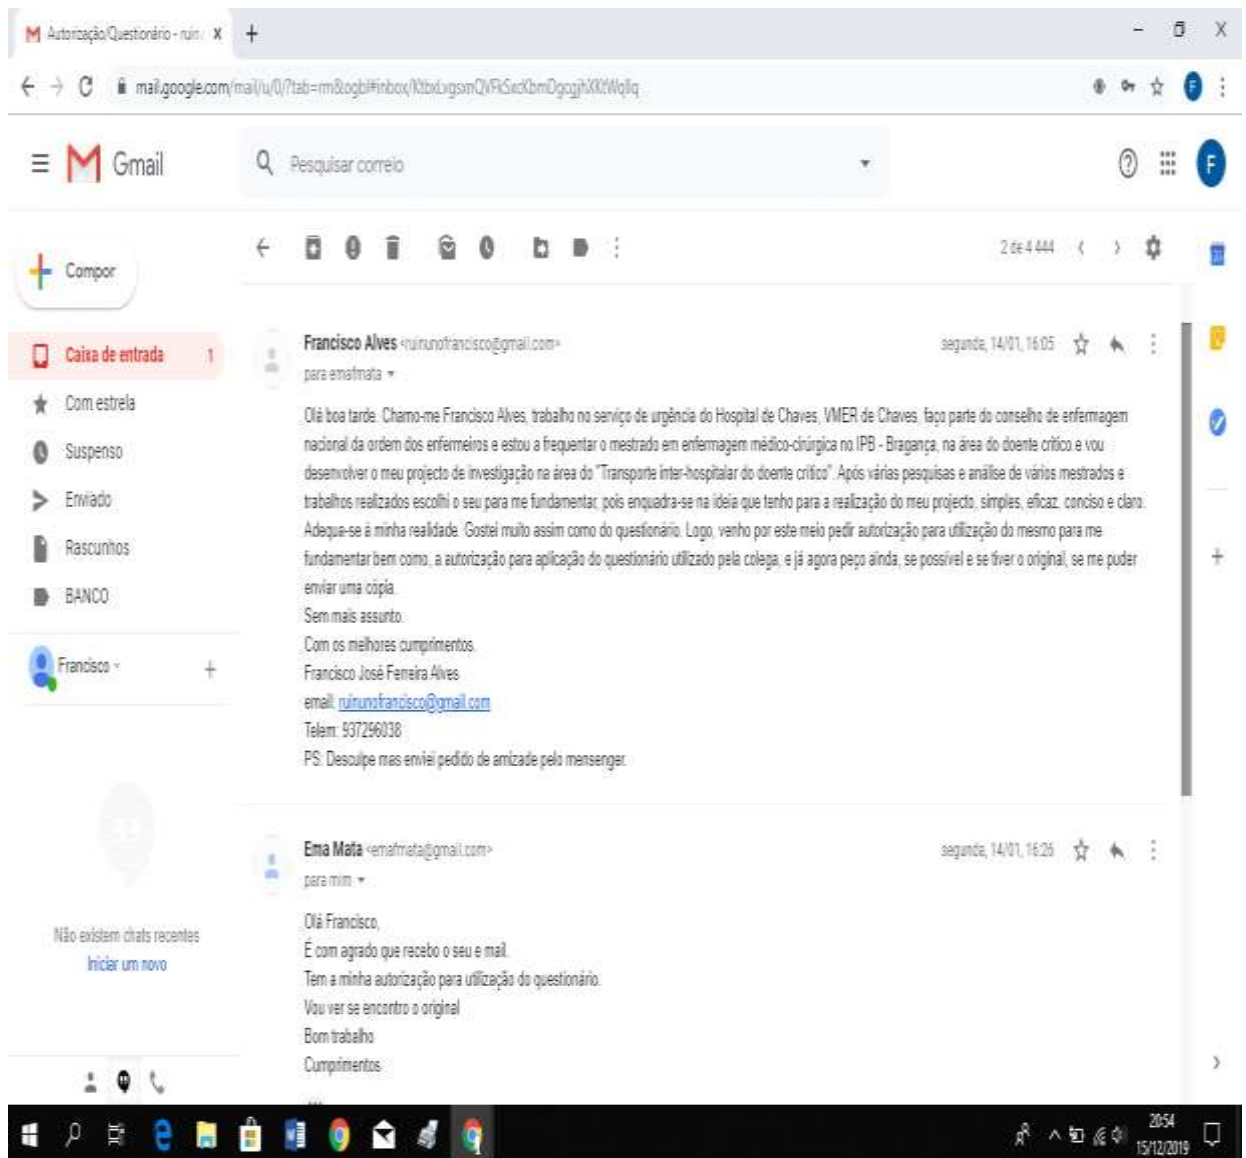 Autorização/Questionário - ruin
mail.google.com/mail/u/0/?tab=rm&ogbl#inbox/
Gmail
Pesquisar correio
F
Compor
2 de 4 444
Caixa de entrada 1
Com estrela
Suspenso
Enviado
Rascunhos
BANCO
Francisco
Não existem chats recentes
Iniciar um novo
Francisco Alves <ruinunofrancisco@gmail.com>
segunda, 14/01, 16:05
para emafmata
Olá boa tarde. Chamo-me Francisco Alves, trabalho no serviço de urgência do Hospital de Chaves, VMER de Chaves, faço parte do conselho de enfermagem
nacional da ordem dos enfermeiros e estou a frequentar o mestrado em enfermagem médico-cirúrgica no IPB - Bragança, na área do doente crítico e vou
desenvolver o meu projecto de investigação na área do "Transporte inter-hospitalar do doente crítico". Após várias pesquisas e análise de vários mestrados e
trabalhos realizados escolhi o seu para me fundamentar, pois enquadra-se na ideia que tenho para a realização do meu projecto, simples, eficaz, conciso e claro.
Adequa-se à minha realidade. Gostei muito assim como do questionário. Logo, venho por este meio pedir autorização para utilização do mesmo para me
fundamentar bem como, a autorização para aplicação do questionário utilizado pela colega, e já agora peço ainda, se possível e se tiver o original, se me puder
enviar uma cópia.
Sem mais assunto.
Com os melhores cumprimentos.
Francisco José Ferreira Alves
email: ruinunofrancisco@gmail.com
Telem: 937296038
PS: Desculpe mas enviei pedido de amizade pelo mensenger.
Ema Mata <emafmata@gmail.com>
segunda, 14/01, 16:26
para mim
Olá Francisco,
É com agrado que recebo o seu e mail.
Tem a minha autorização para utilização do questionário.
Vou ver se encontro o original
Bom trabalho
Cumprimentos
20:54
15/12/2019